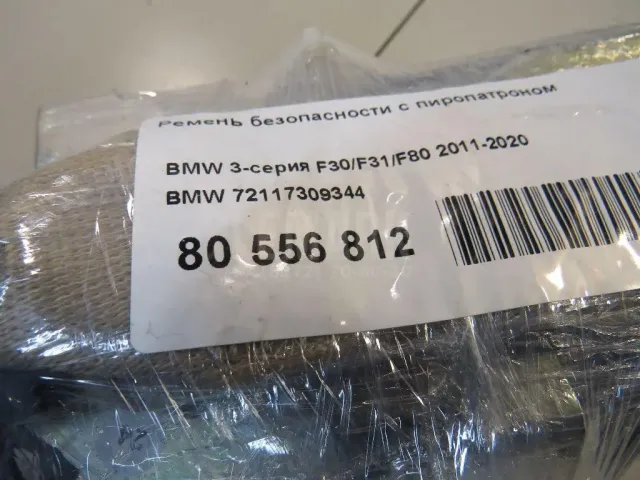 Ремень безопасности с пиропатроном
BMW 3-серия F30/F31/F80 2011-2020
BMW 72117309344
80 556 812